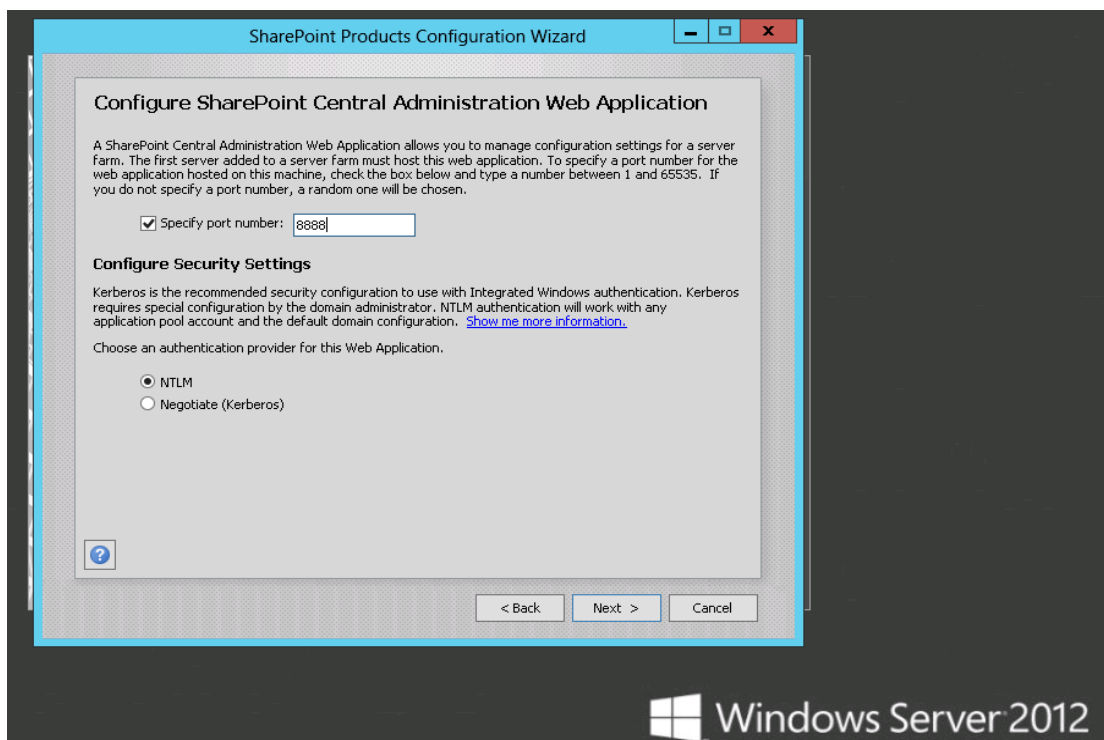 SharePoint Products Configuration Wizard
Configure SharePoint Central Administration Web Application
A SharePoint Central Administration Web Application allows you to manage configuration settings for a server
farm. The first server added to a server farm must host this web application. To specify a port number for the
web application hosted on this machine, check the box below and type a number between 1 and 65535. If
you do not specify a port number, a random one will be chosen.
Specify port number: 8888
Configure Security Settings
Kerberos is the recommended security configuration to use with Integrated Windows authentication. Kerberos
requires special configuration by the domain administrator. NTLM authentication will work with any
application pool account and the default domain configuration. Show me more information.
Choose an authentication provider for this Web Application.
NTLM
Negotiate (Kerberos)
?
< Back Next > Cancel
Windows Server 2012